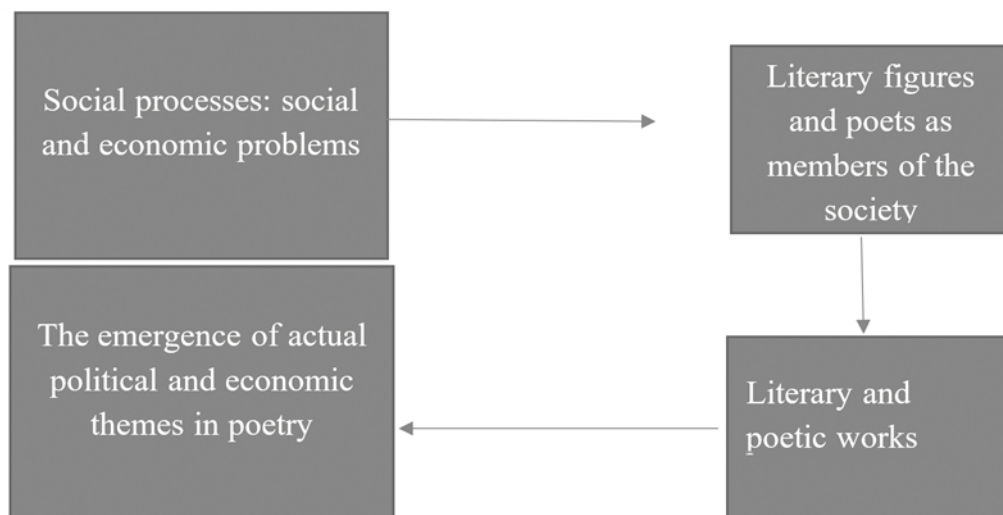 Social processes: social
and economic problems
Literary figures
and poets as
members of the
society
The emergence of actual
political and economic
themes in poetry
Literary and
poetic works